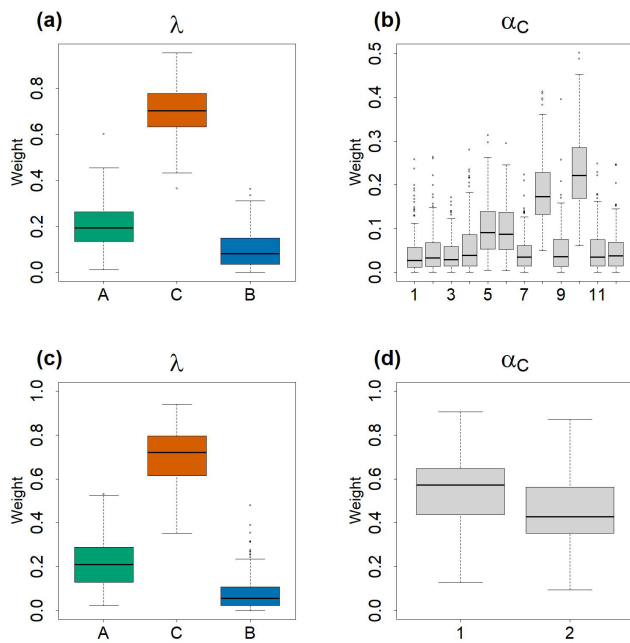 (a) λ
Weight
0.0 0.2 0.4 0.6 0.8
A C B
(b) αC
Weight
0.0 0.1 0.2 0.3 0.4 0.5
1 3 5 7 9 11
(c) λ
Weight
0.0 0.2 0.4 0.6 0.8 1.0
A C B
(d) αC
Weight
0.0 0.2 0.4 0.6 0.8 1.0
1 2